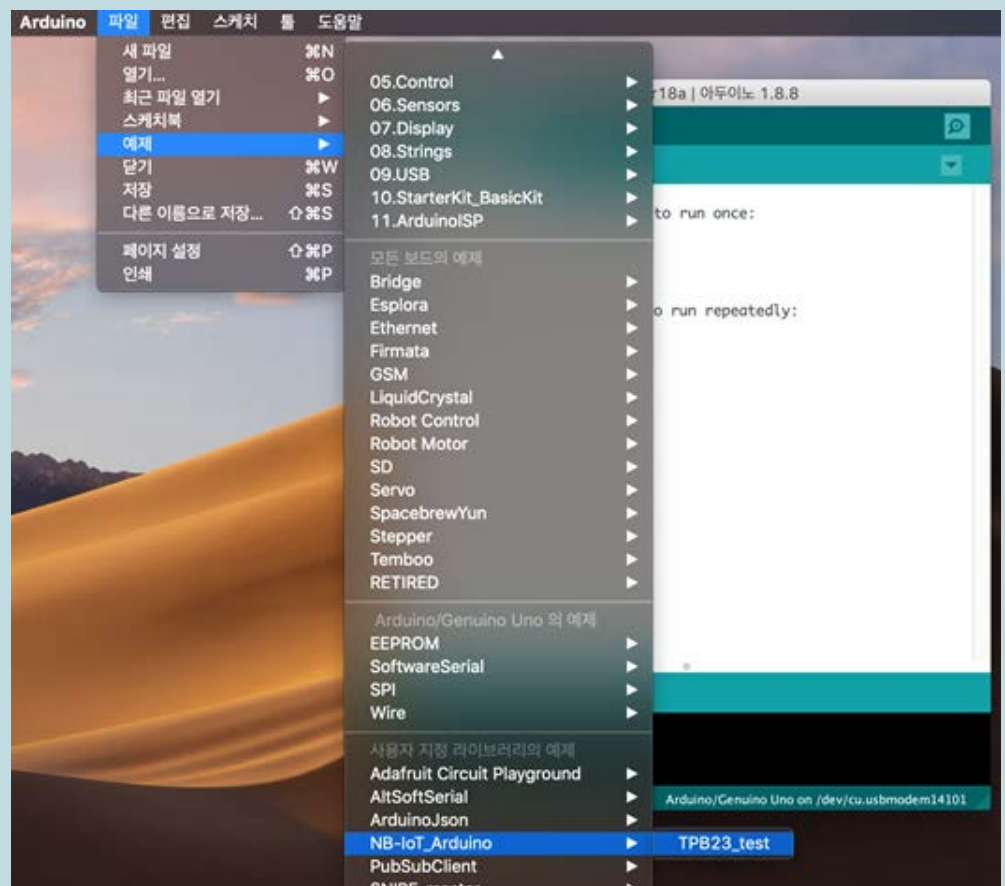 Arduino 파일 편집 스케치 툴 도움말
새 파일 ⌘N
열기... ⌘O
최근 파일 열기 ▶
스케치북 ▶
예제 ▶
닫기 ⌘W
저장 ⌘S
다른 이름으로 저장... ⇧⌘S
페이지 설정 ⇧⌘P
인쇄 ⌘P
05.Control ▶
06.Sensors ▶
07.Display ▶
08.Strings ▶
09.USB ▶
10.StarterKit_BasicKit ▶
11.ArduinoISP ▶
모든 보드의 예제
Bridge ▶
Esplora ▶
Ethernet ▶
Firmata ▶
GSM ▶
LiquidCrystal ▶
Robot Control ▶
Robot Motor ▶
SD ▶
Servo ▶
SpacebrewYun ▶
Stepper ▶
Temboo ▶
RETIRED ▶
Arduino/Genuino Uno 의 예제
EEPROM ▶
SoftwareSerial ▶
SPI ▶
Wire ▶
사용자 지정 라이브러리의 예제
Adafruit Circuit Playground ▶
AltSoftSerial ▶
ArduinoJson ▶
NB-IoT_Arduino ▶
PubSubClient ▶
TPB23_test
r18a | 아두이노 1.8.8
to run once:
o run repeatedly:
Arduino/Genuino Uno on /dev/cu.usbmodem14101